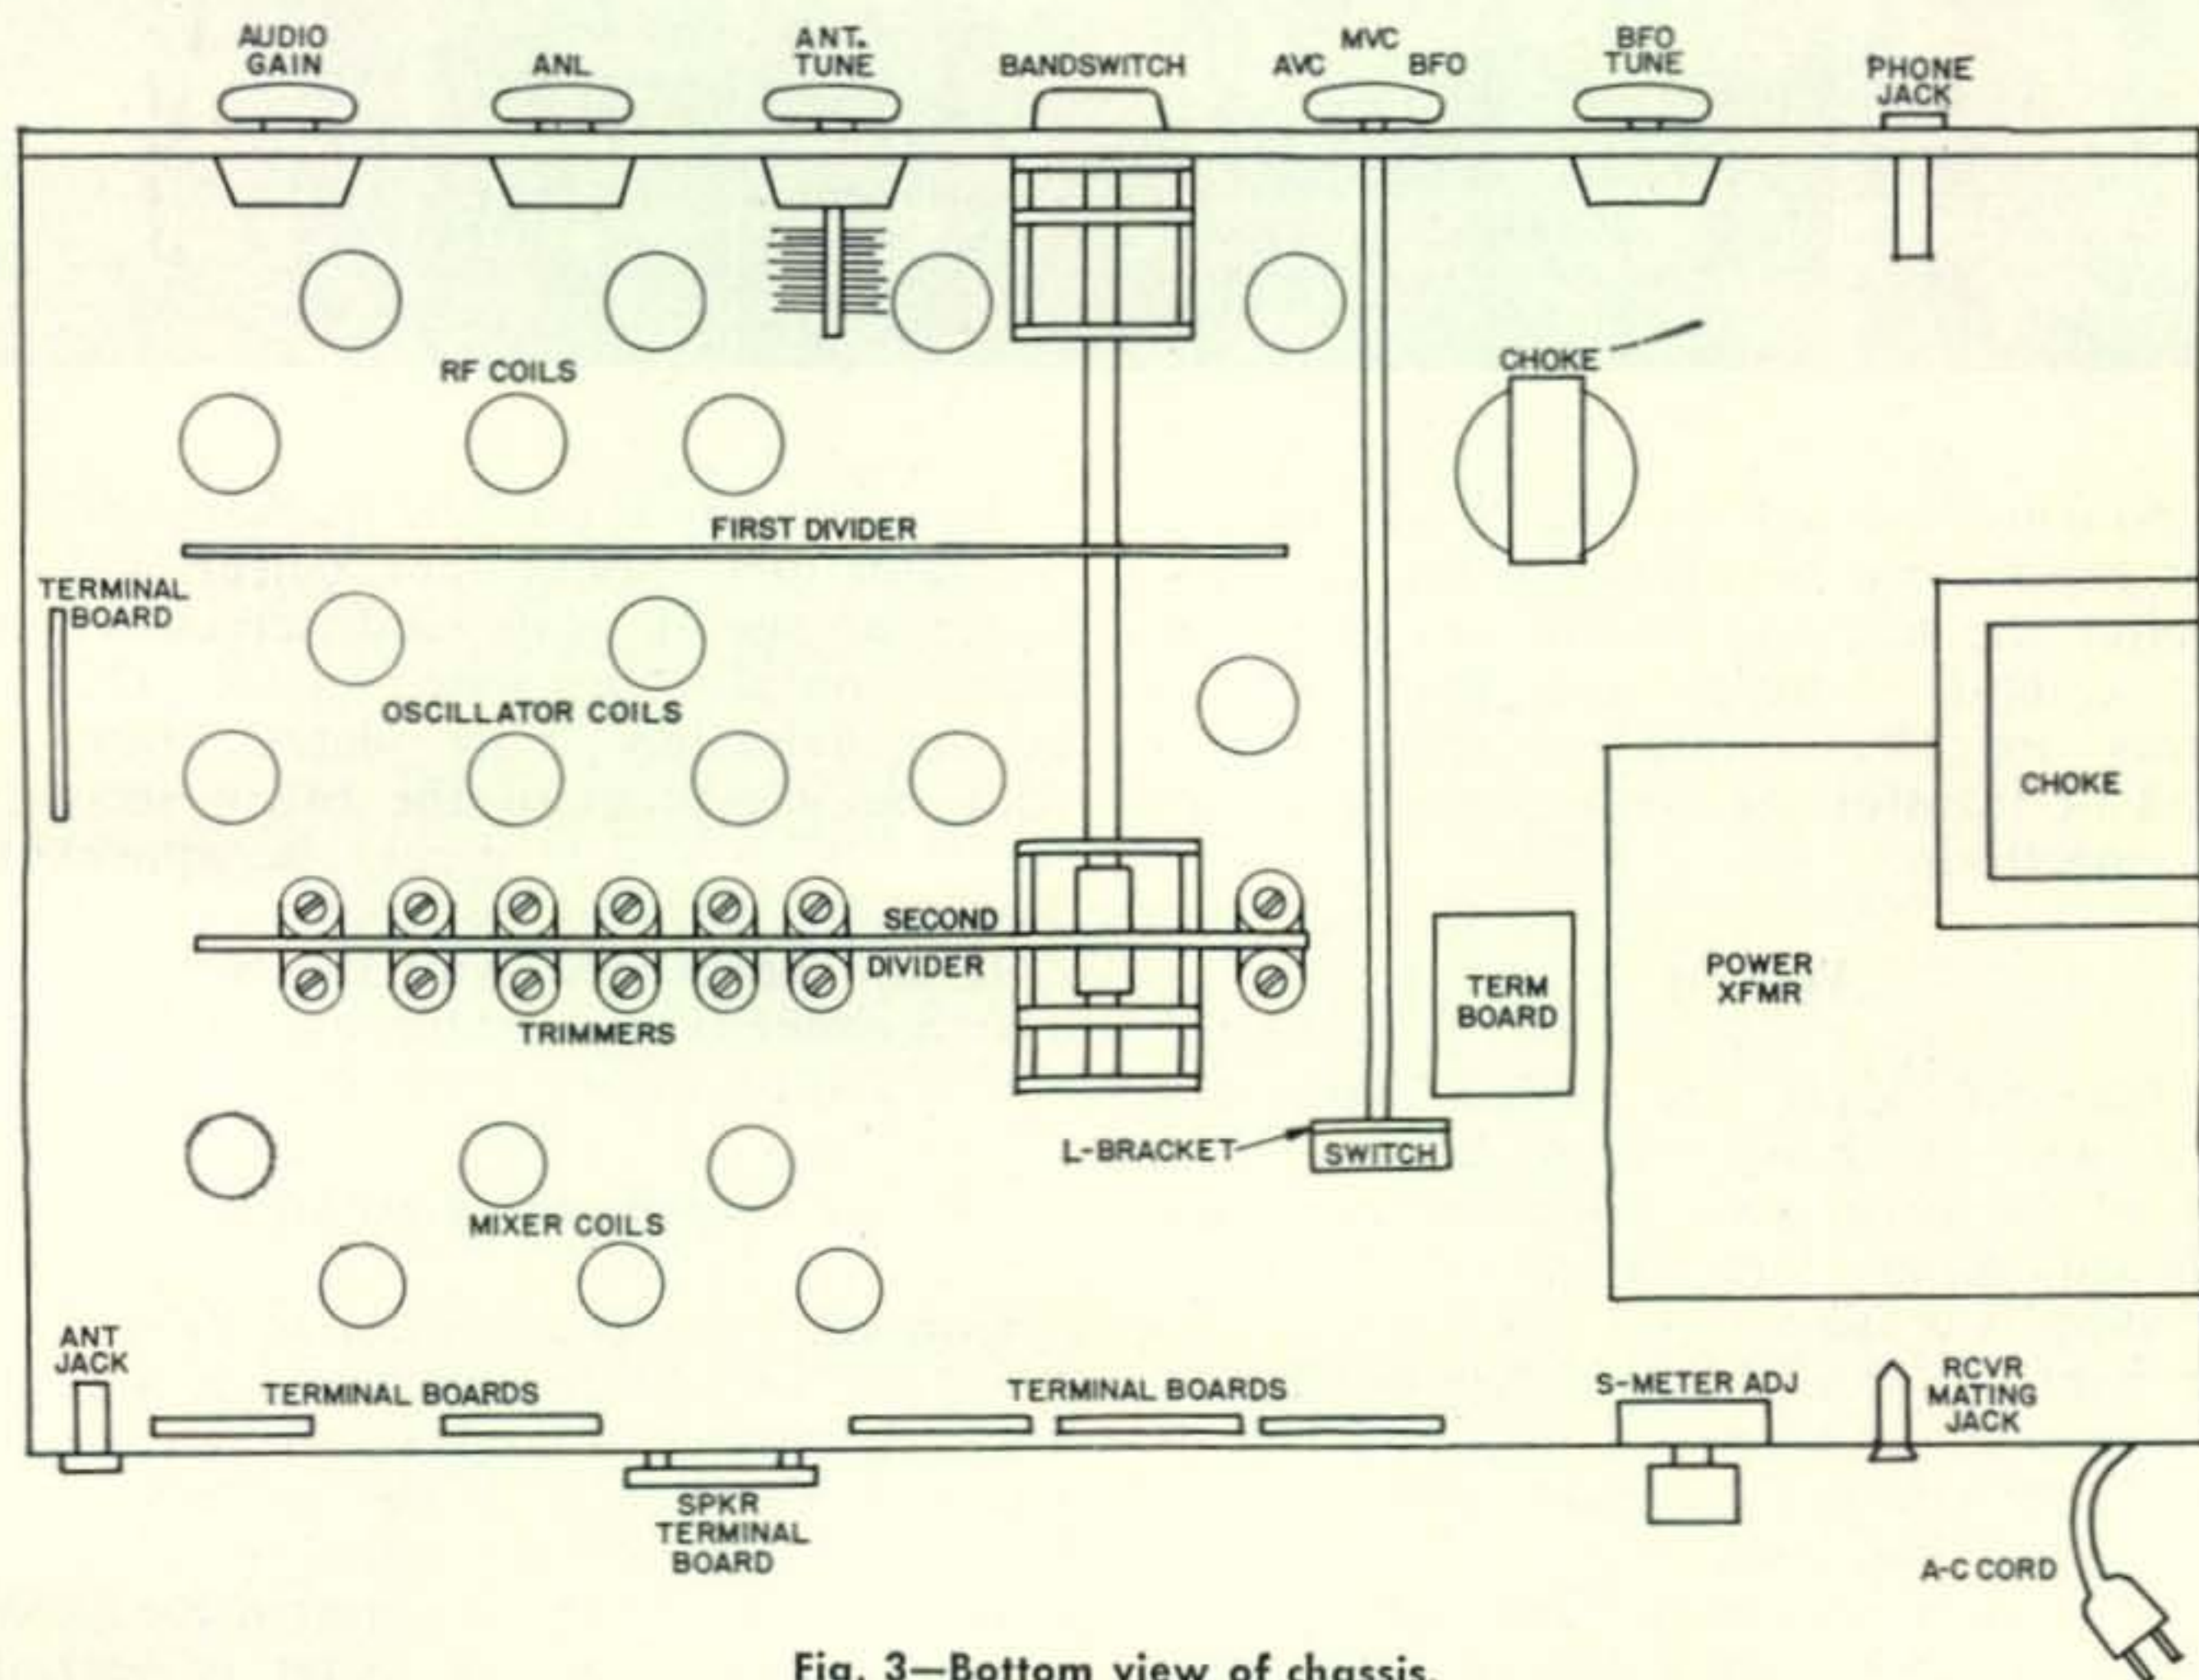 AUDIO
GAIN
ANL
ANT.
TUNE
BANDSWITCH
AVC
MVC
BFO
BFO
TUNE
PHONE
JACK
RF COILS
CHOKE
FIRST DIVIDER
TERMINAL
BOARD
OSCILLATOR COILS
CHOKE
SECOND
DIVIDER
TRIMMERS
TERM
BOARD
POWER
XFMR
L-BRACKET
SWITCH
MIXER COILS
ANT
JACK
TERMINAL BOARDS
TERMINAL BOARDS
S-METER ADJ
RCVR
MATING
JACK
SPKR
TERMINAL
BOARD
A-C CORD
Fig. 3—Bottom view of chassis.